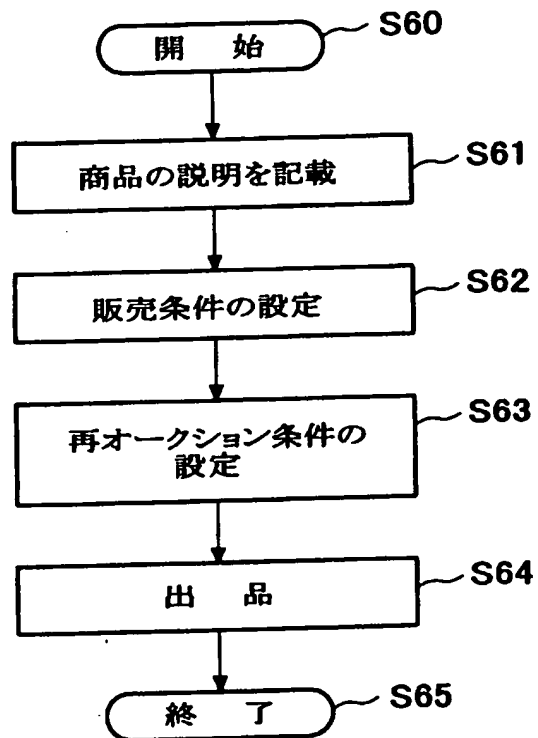 開始
S60
商品の説明を記載
S61
販売条件の設定
S62
再オークション条件の
設定
S63
出品
S64
終了
S65